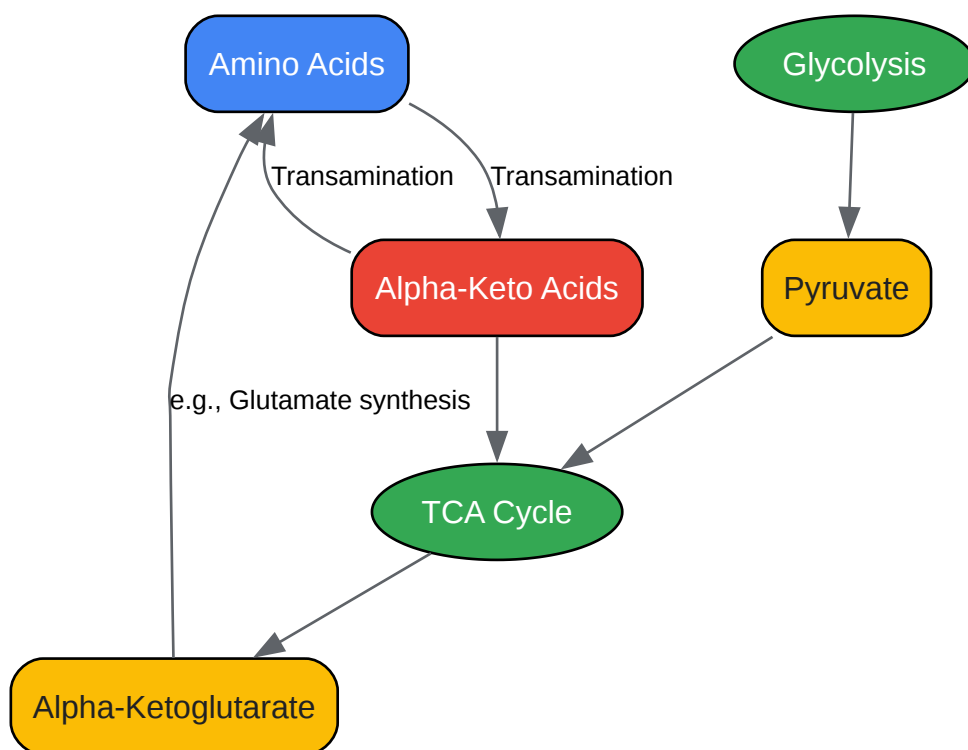 Amino Acids
Glycolysis
Transamination
Transamination
Alpha-Keto Acids
Pyruvate
e.g., Glutamate synthesis
TCA Cycle
Alpha-Ketoglutarate